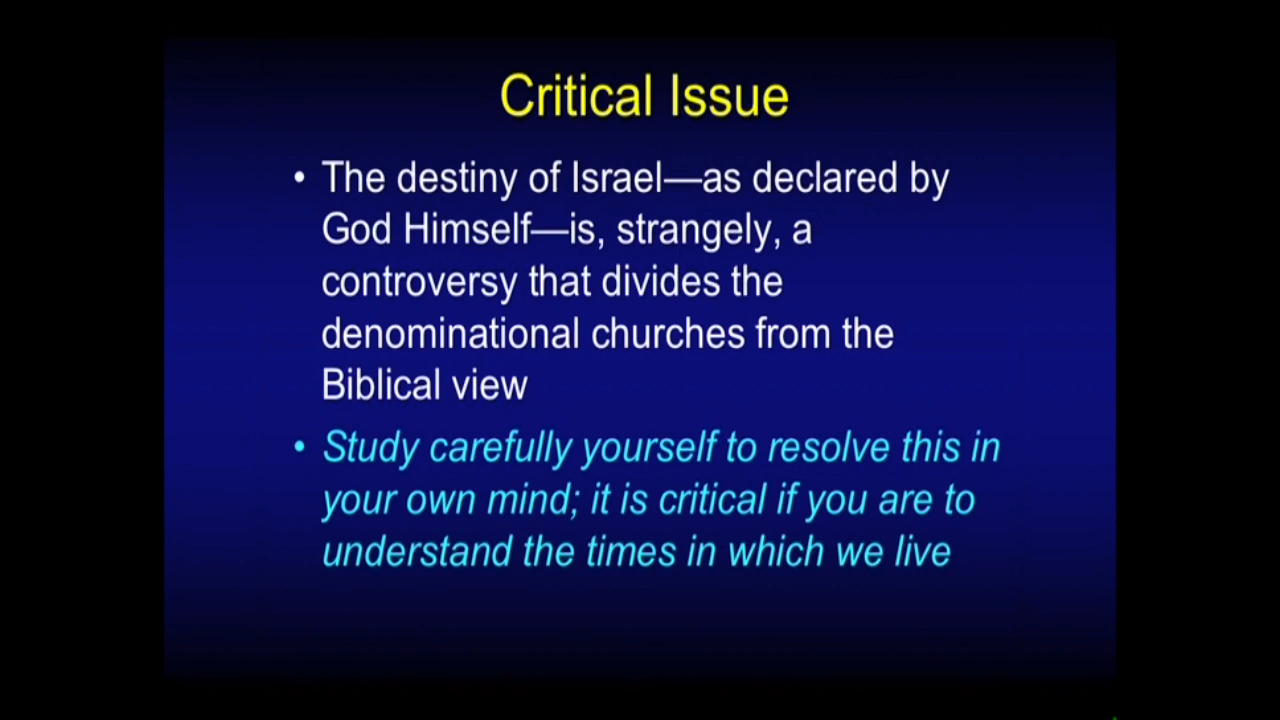 Critical Issue
• The destiny of Israel—as declared by
God Himself—is, strangely, a
controversy that divides the
denominational churches from the
Biblical view
• Study carefully yourself to resolve this in
your own mind; it is critical if you are to
understand the times in which we live